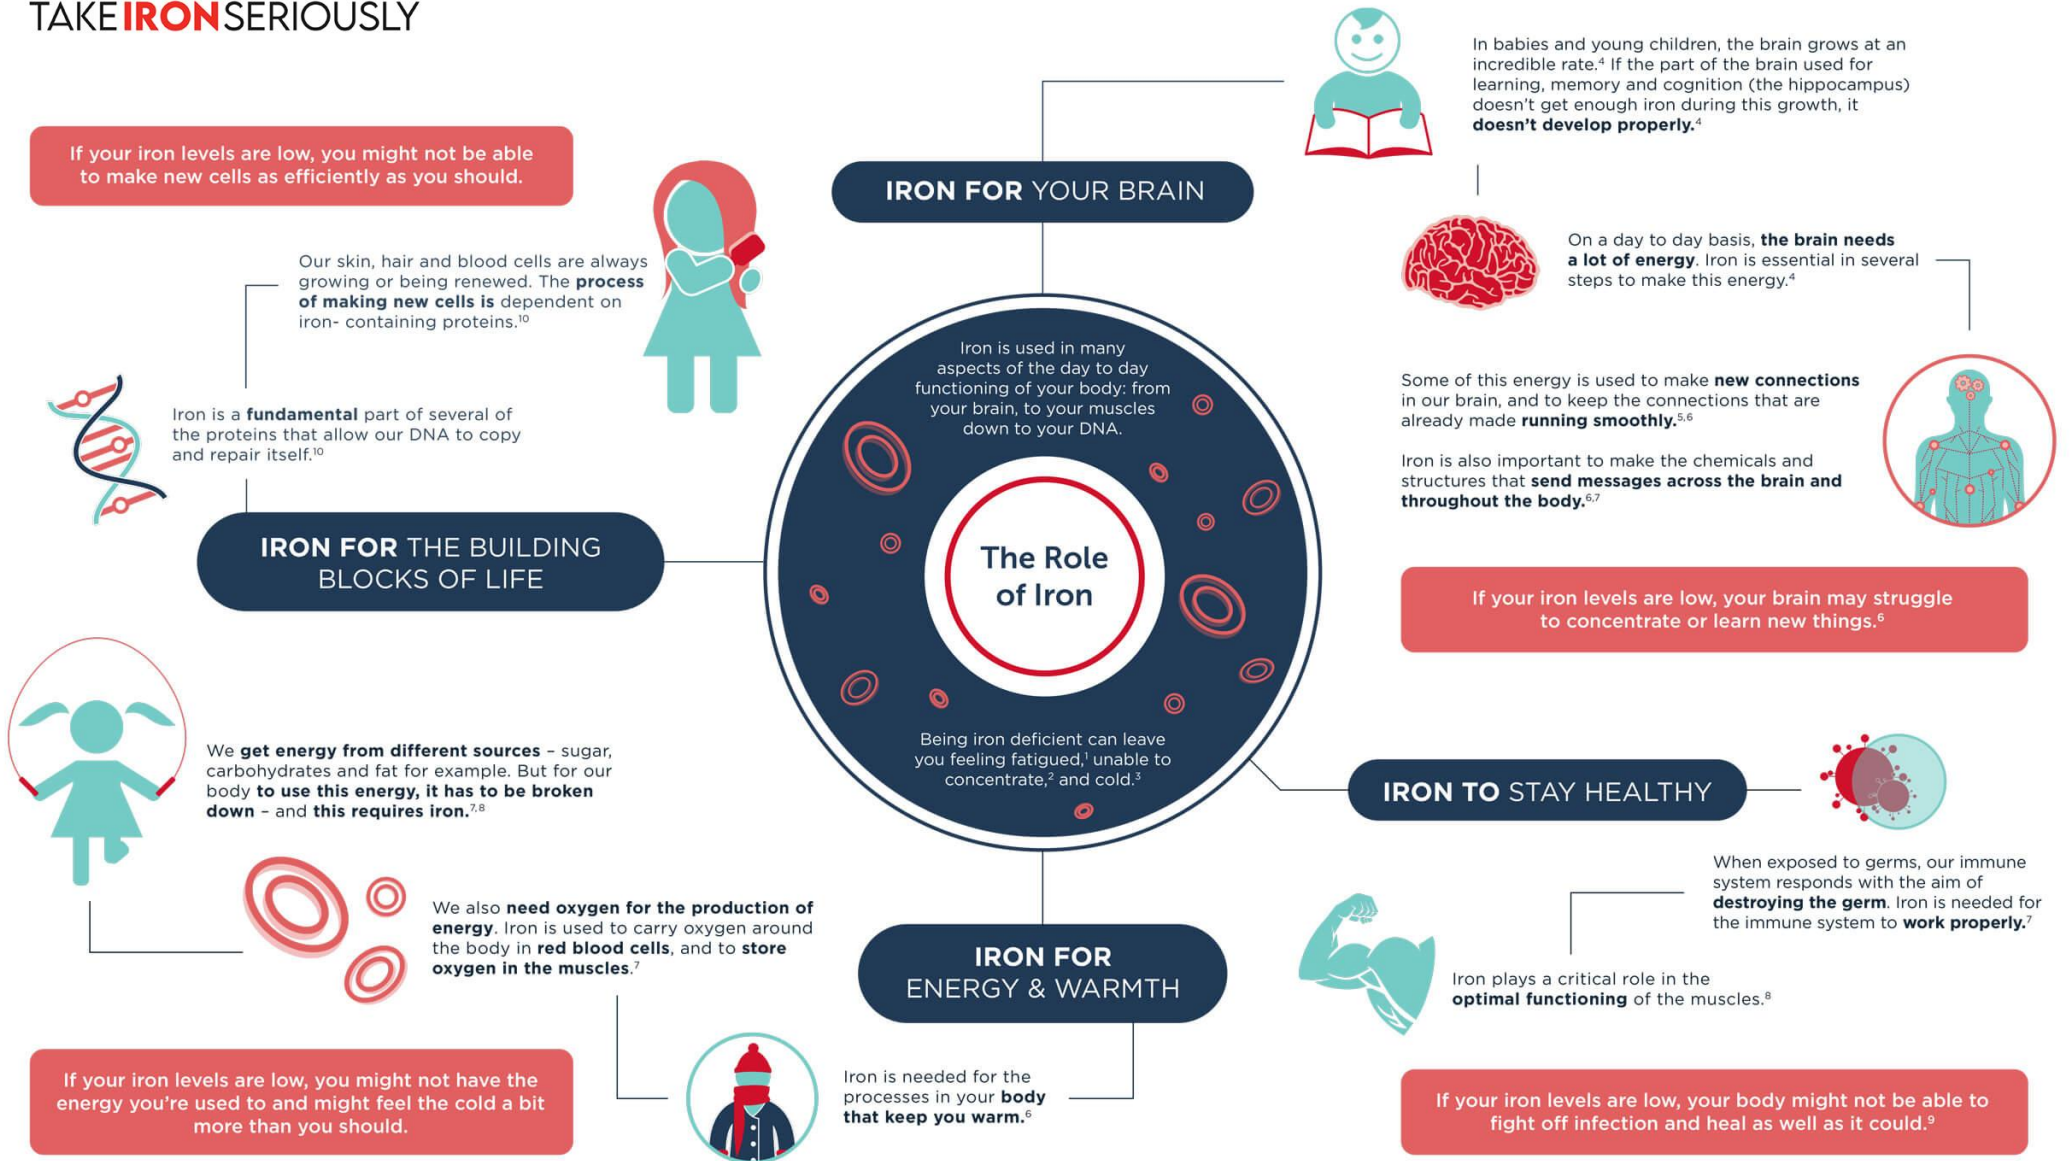 TAKE IRON SERIOUSLY
If your iron levels are low, you might not be able
to make new cells as efficiently as you should.
Our skin, hair and blood cells are always
growing or being renewed. The process
of making new cells is dependent on
iron- containing proteins.¹⁰
Iron is a fundamental part of several of
the proteins that allow our DNA to copy
and repair itself.¹⁰
IRON FOR THE BUILDING
BLOCKS OF LIFE
IRON FOR YOUR BRAIN
In babies and young children, the brain grows at an
incredible rate.⁴ If the part of the brain used for
learning, memory and cognition (the hippocampus)
doesn't get enough iron during this growth, it
doesn't develop properly.⁴
On a day to day basis, the brain needs
a lot of energy. Iron is essential in several
steps to make this energy.⁴
Some of this energy is used to make new connections
in our brain, and to keep the connections that are
already made running smoothly.⁵,⁶
Iron is also important to make the chemicals and
structures that send messages across the brain and
throughout the body.⁶,⁷
If your iron levels are low, your brain may struggle
to concentrate or learn new things.⁶
Iron is used in many
aspects of the day to day
functioning of your body: from
your brain, to your muscles
down to your DNA.
The Role
of Iron
Being iron deficient can leave
you feeling fatigued,¹ unable to
concentrate,² and cold.³
We get energy from different sources – sugar,
carbohydrates and fat for example. But for our
body to use this energy, it has to be broken
down – and this requires iron.⁷,⁸
We also need oxygen for the production of
energy. Iron is used to carry oxygen around
the body in red blood cells, and to store
oxygen in the muscles.⁷
IRON FOR
ENERGY & WARMTH
Iron is needed for the
processes in your body
that keep you warm.⁶
If your iron levels are low, you might not have the
energy you're used to and might feel the cold a bit
more than you should.
IRON TO STAY HEALTHY
When exposed to germs, our immune
system responds with the aim of
destroying the germ. Iron is needed for
the immune system to work properly.⁷
Iron plays a critical role in the
optimal functioning of the muscles.⁸
If your iron levels are low, your body might not be able to
fight off infection and heal as well as it could.⁹